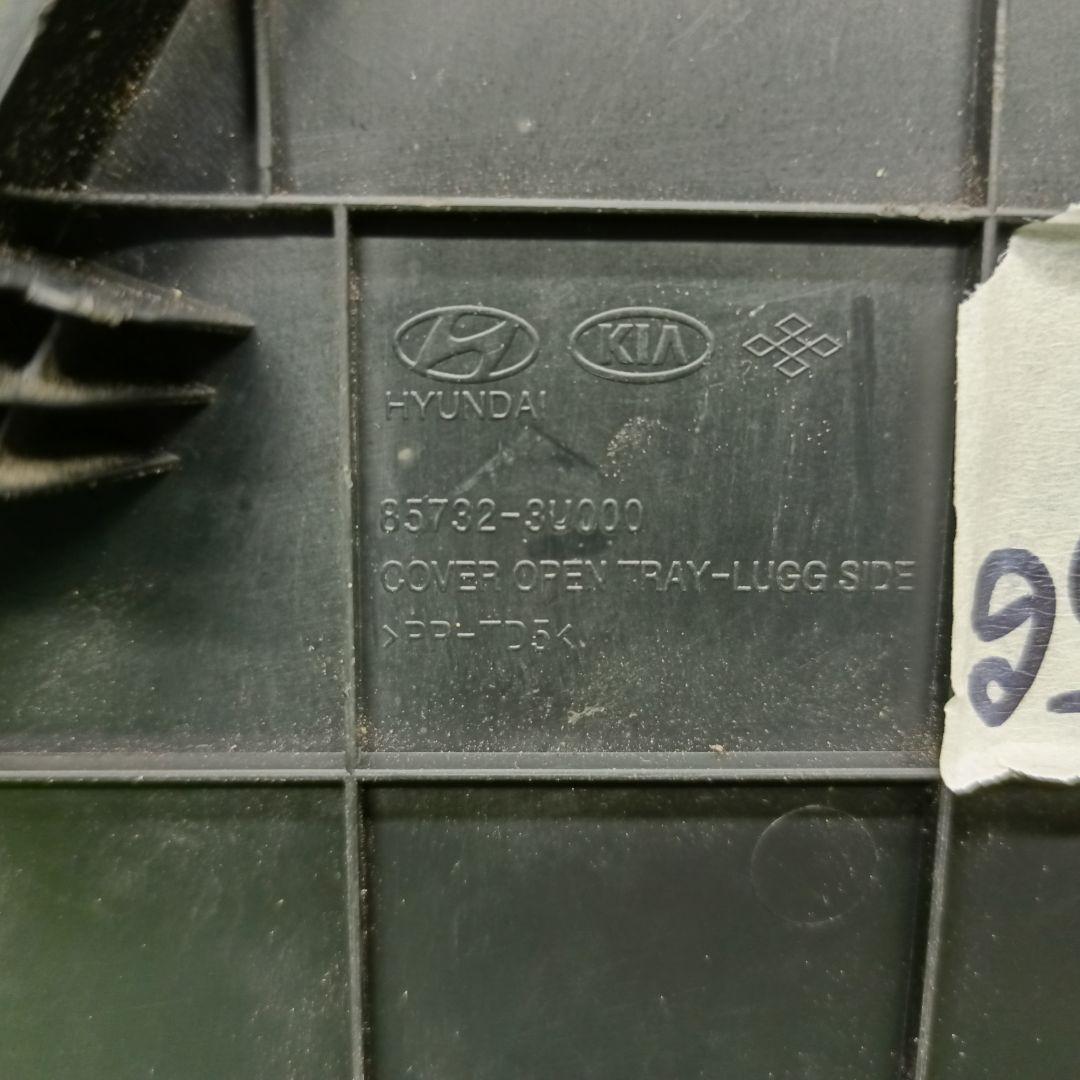 KIA
HYUNDAI
85732-3U000
COVER OPEN TRAY-LUGG SIDE
>PP-TD5<